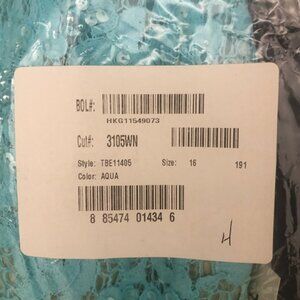 BOL#:
HKG11549073
Cut#: 3105WN
Style: TBE11405 Size: 16 191
Color: AQUA
8 85474 01434 6
4